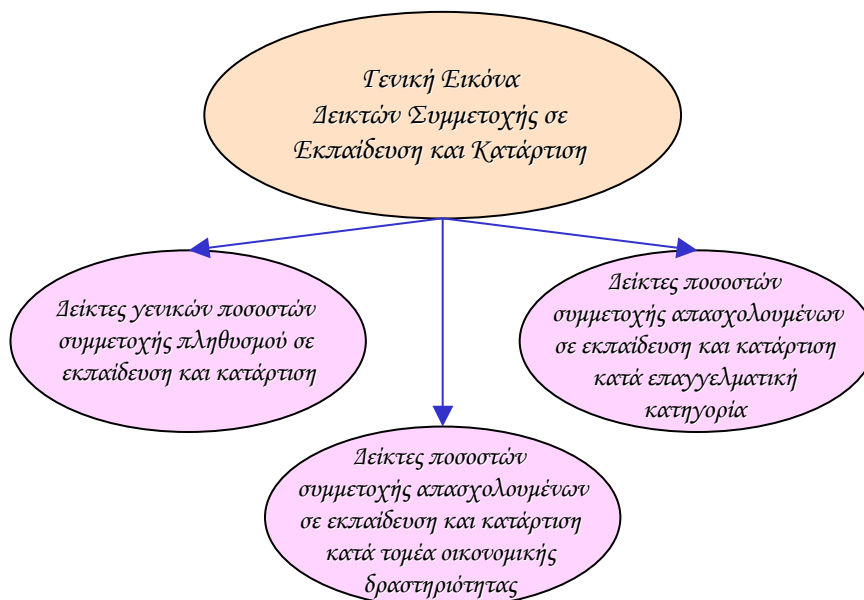 Γενική Εικόνα
Δεικτών Συμμετοχής σε
Εκπαίδευση και Κατάρτιση
Δείκτες γενικών ποσοστών
συμμετοχής πληθυσμού σε
εκπαίδευση και κατάρτιση
Δείκτες ποσοστών
συμμετοχής απασχολουμένων
σε εκπαίδευση και κατάρτιση
κατά επαγγελματική
κατηγορία
Δείκτες ποσοστών
συμμετοχής απασχολουμένων
σε εκπαίδευση και κατάρτιση
κατά τομέα οικονομικής
δραστηριότητας